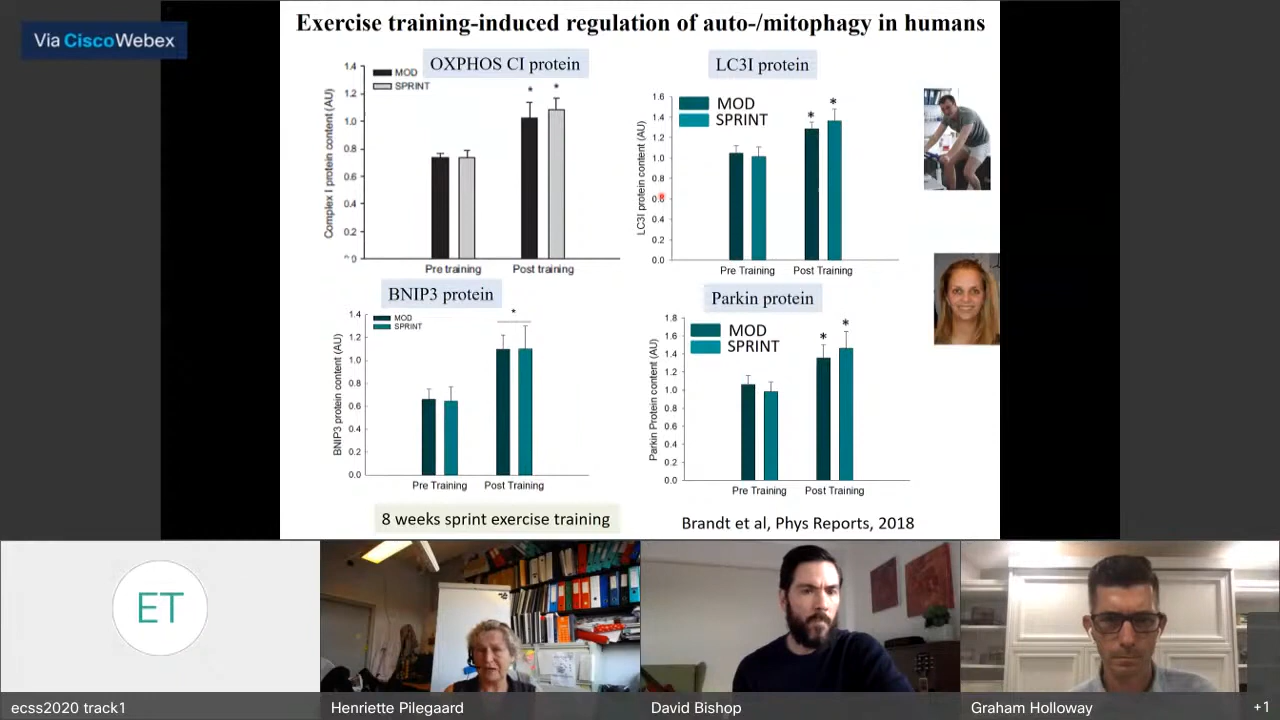 Via CiscoWebex
Exercise training-induced regulation of auto-/mitophagy in humans
OXPHOS CI protein
MOD
SPRINT
Complex I protein content (AU)
1.4
1.2
1.0
0.8
0.6
0.4
0.2
* *
Pre training Post training
LC3I protein
MOD
SPRINT
LC3I protein content (AU)
1.6
1.4
1.2
1.0
0.8
0.6
0.4
0.2
0.0
* *
Pre Training Post Training
BNIP3 protein
MOD
SPRINT
BNIP3 protein content (AU)
1.4
1.2
1.0
0.8
0.6
0.4
0.2
0.0
*
Pre Training Post Training
Parkin protein
MOD
SPRINT
Parkin Protein content (AU)
1.8
1.6
1.4
1.2
1.0
0.8
0.6
0.4
0.2
0.0
* *
Pre Training Post Training
8 weeks sprint exercise training
Brandt et al, Phys Reports, 2018
ET
ecss2020 track1
Henriette Pilegaard
David Bishop
Graham Holloway
+1